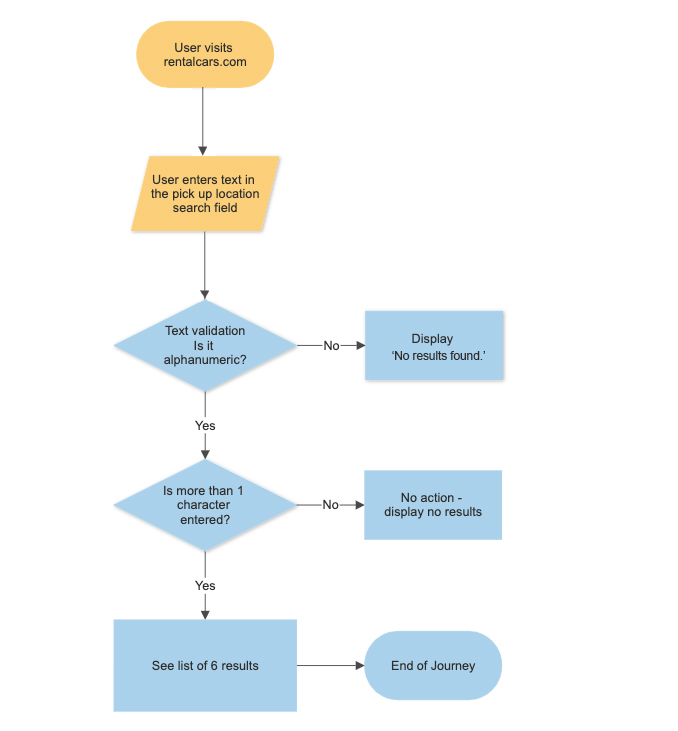 User visits
rentalcars.com
User enters text in
the pick up location
search field
Text validation
Is it
alphanumeric?
No
Display
‘No results found.’
Yes
Is more than 1
character
entered?
No
No action -
display no results
Yes
See list of 6 results
End of Journey